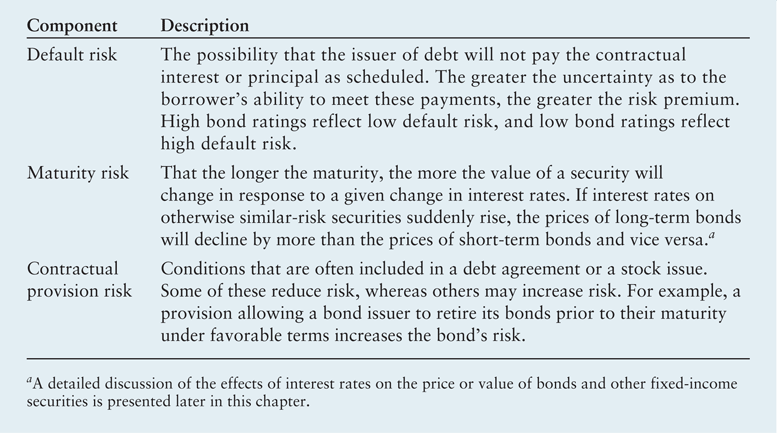 Component Description
Default risk The possibility that the issuer of debt will not pay the contractual
interest or principal as scheduled. The greater the uncertainty as to the
borrower's ability to meet these payments, the greater the risk premium.
High bond ratings reflect low default risk, and low bond ratings reflect
high default risk.
Maturity risk That the longer the maturity, the more the value of a security will
change in response to a given change in interest rates. If interest rates on
otherwise similar-risk securities suddenly rise, the prices of long-term bonds
will decline by more than the prices of short-term bonds and vice versa.a
Contractual Conditions that are often included in a debt agreement or a stock issue.
provision risk Some of these reduce risk, whereas others may increase risk. For example, a
provision allowing a bond issuer to retire its bonds prior to their maturity
under favorable terms increases the bond's risk.
aA detailed discussion of the effects of interest rates on the price or value of bonds and other fixed-income
securities is presented later in this chapter.